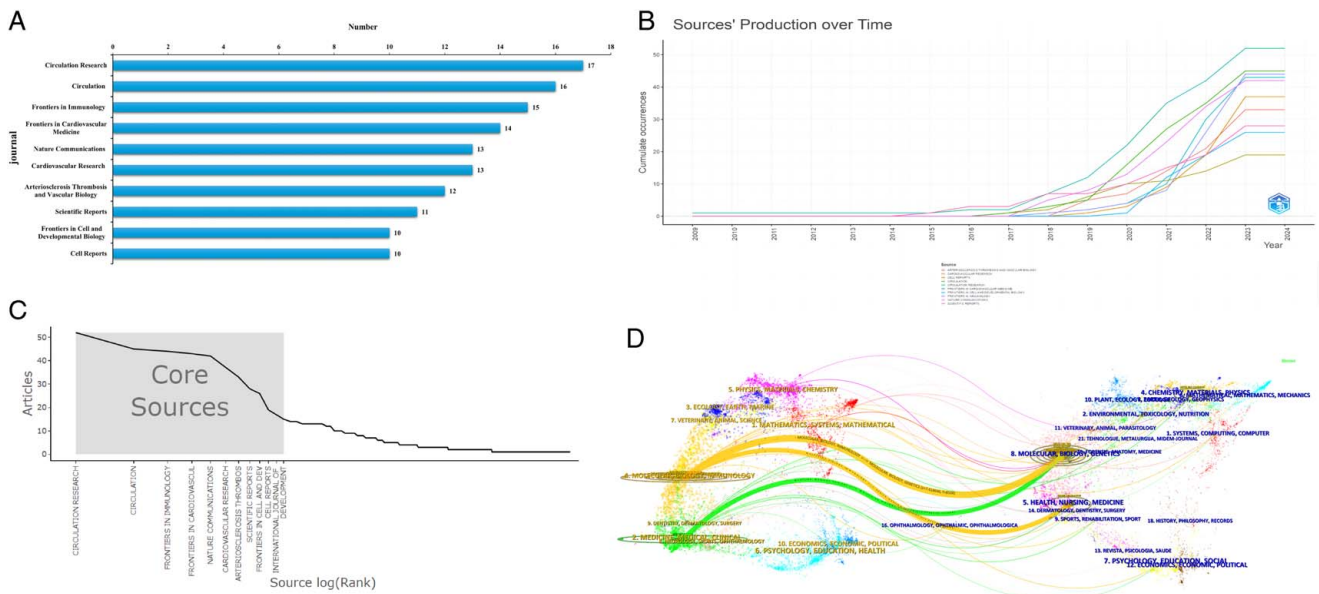 A
Number
0 2 4 6 8 10 12 14 16 18
journal
Circulation Research 17
Circulation 16
Frontiers in Immunology 15
Frontiers in Cardiovascular
Medicine 14
Nature Communications 13
Cardiovascular Research 13
Arteriosclerosis Thrombosis
and Vascular Biology 12
Scientific Reports 11
Frontiers in Cell and
Developmental Biology 10
Cell Reports 10
B
Sources' Production over Time
Cumulate occurrences
50
40
30
20
10
0
2009 2010 2011 2012 2013 2014 2015 2016 2017 2018 2019 2020 2021 2022 2023 2024
Year
Source
C
Articles
50
40
30
20
10
0
Core
Sources
CIRCULATION RESEARCH
CIRCULATION
FRONTIERS IN IMMUNOLOGY
FRONTIERS IN CARDIOVASCUL
NATURE COMMUNICATIONS
CARDIOVASCULAR RESEARCH
ARTERIOSCLEROSIS THROMBOS
SCIENTIFIC REPORTS
FRONTIERS IN CELL AND DEV
CELL REPORTS
INTERNATIONAL JOURNAL OF
DEVELOPMENT
Source log(Rank)
D
5. PHYSICS, MATERIALS, CHEMISTRY
3. ECOLOGY, EARTH, MARINE
7. VETERINARY, ANIMAL, SCIENCE
1. MATHEMATICS, SYSTEMS, MATHEMATICAL
4. MOLECULAR, BIOLOGY, IMMUNOLOGY
9. DENTISTRY, DERMATOLOGY, SURGERY
2. MEDICINE, MEDICAL, CLINICAL
10. ECONOMICS, ECONOMIC, POLITICAL
6. PSYCHOLOGY, EDUCATION, HEALTH
4. CHEMISTRY, MATERIALS, PHYSICS
MATHEMATICS, MECHANICS
10. PLANT, ECOLOGY,
2. ENVIRONMENTAL, TOXICOLOGY, NUTRITION
11. VETERINARY, ANIMAL, PARASITOLOGY
1. SYSTEMS, COMPUTING, COMPUTER
21. TEHNOLOGIJE, METALURGIJA, MIDEM-JOURNAL
8. MOLECULAR, BIOLOGY, GENETICS
ANATOMY, MEDICINE
5. HEALTH, NURSING, MEDICINE
14. DERMATOLOGY, DENTISTRY, SURGERY
9. SPORTS, REHABILITATION, SPORT
18. HISTORY, PHILOSOPHY, RECORDS
OPHTHALMOLOGY, OPHTHALMIC, OPHTHALMOLOGICA
13. REVISTA, PSICOLOGIA, SAUDE
7. PSYCHOLOGY, EDUCATION, SOCIAL
12. ECONOMICS, ECONOMIC, POLITICAL